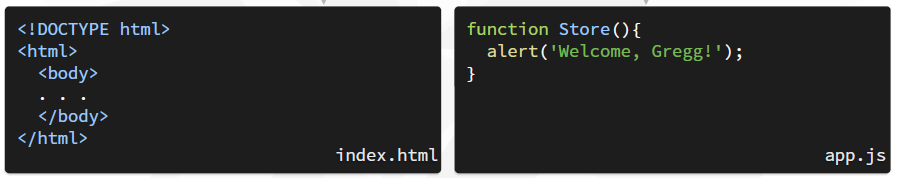 <!DOCTYPE html>
<html>
  <body>
  . . .
  </body>
</html>
index.html
function Store(){
  alert('Welcome, Gregg!');
}
app.js